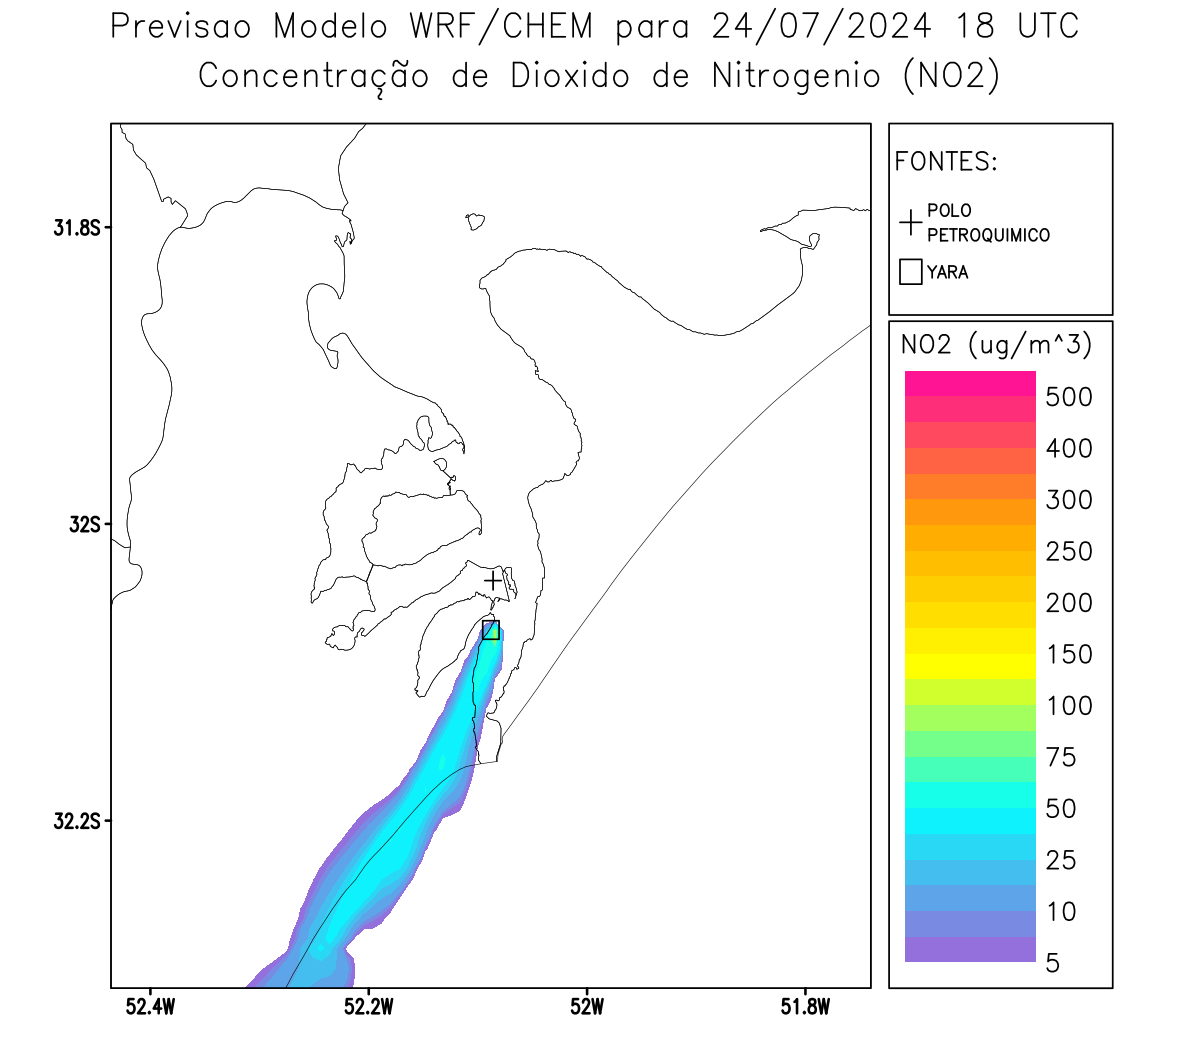 Previsao Modelo WRF/CHEM para 24/07/2024 18 UTC
Concentração de Dioxido de Nitrogenio (NO2)
FONTES:
POLO
PETROQUIMICO
YARA
NO2 (ug/m^3)
500
400
300
250
200
150
100
75
50
25
10
5
31.8S
32S
32.2S
52.4W
52.2W
52W
51.8W